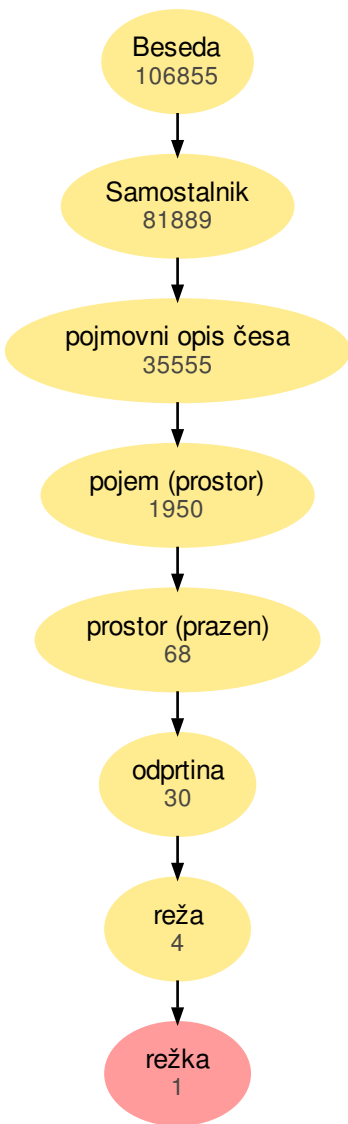 Beseda
106855
Samostalnik
81889
pojmovni opis česa
35555
pojem (prostor)
1950
prostor (prazen)
68
odprtina
30
reža
4
režka
1